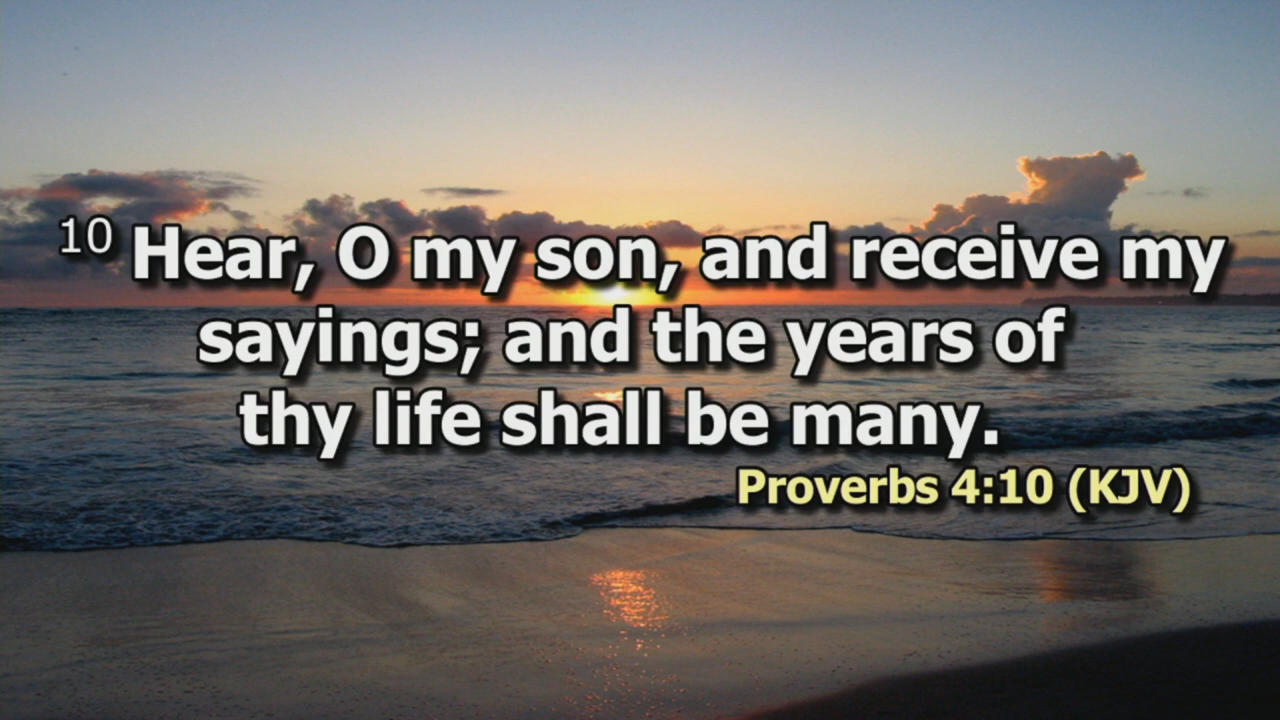 10 Hear, O my son, and receive my
sayings; and the years of
thy life shall be many.
Proverbs 4:10 (KJV)